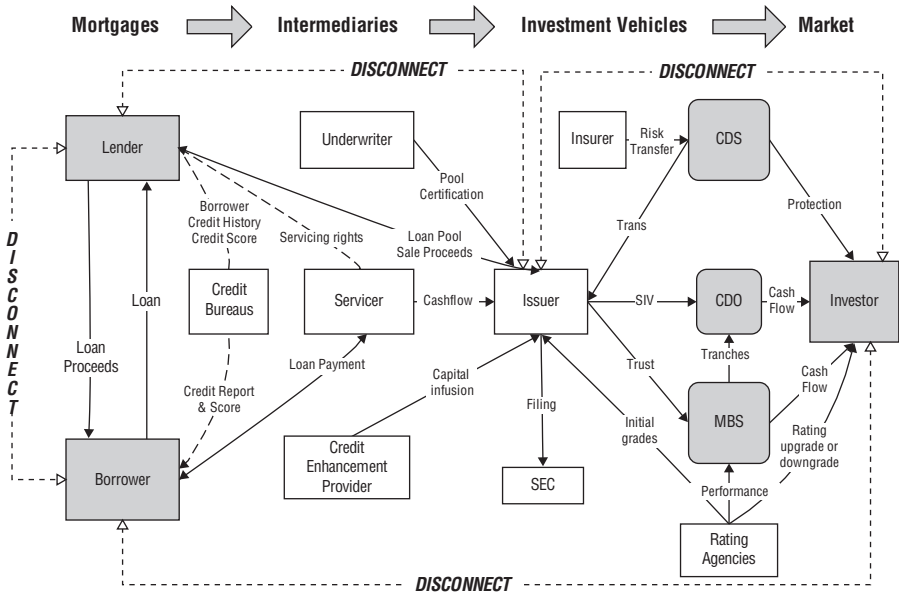 Mortgages
Intermediaries
Investment Vehicles
Market
DISCONNECT
DISCONNECT
Lender
Underwriter
Insurer
Risk
Transfer
CDS
Pool
Certification
Borrower
Credit History
Credit Score
Servicing rights
Loan Pool
Sale Proceeds
Trans
Protection
DISCONNECT
Loan
Credit
Bureaus
Servicer
Cashflow
Issuer
SIV
CDO
Cash
Flow
Investor
Loan
Proceeds
Loan Payment
Capital
infusion
Trust
Tranches
Cash
Flow
Credit Report
& Score
Filing
Initial
grades
MBS
Rating
upgrade or
downgrade
Borrower
Credit
Enhancement
Provider
SEC
Performance
Rating
Agencies
DISCONNECT